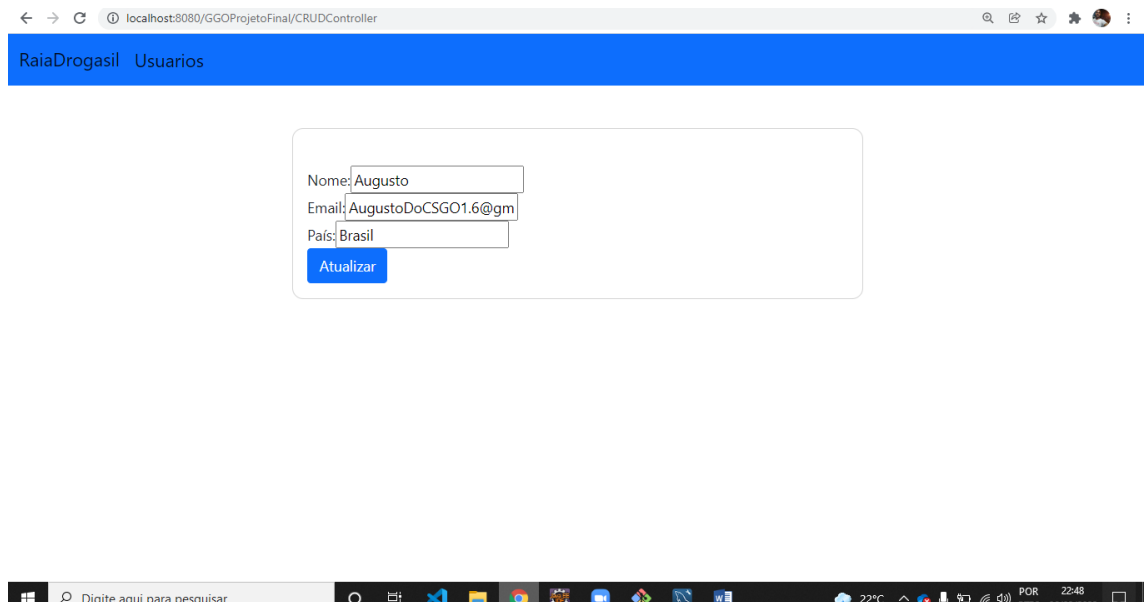 localhost:8080/GGOProjetoFinal/CRUDController
RaiaDrogasil Usuarios
Nome: Augusto
Email: AugustoDoCSGO1.6@gm
País: Brasil
Atualizar
Digite aqui para pesquisar
22°C POR 22:48